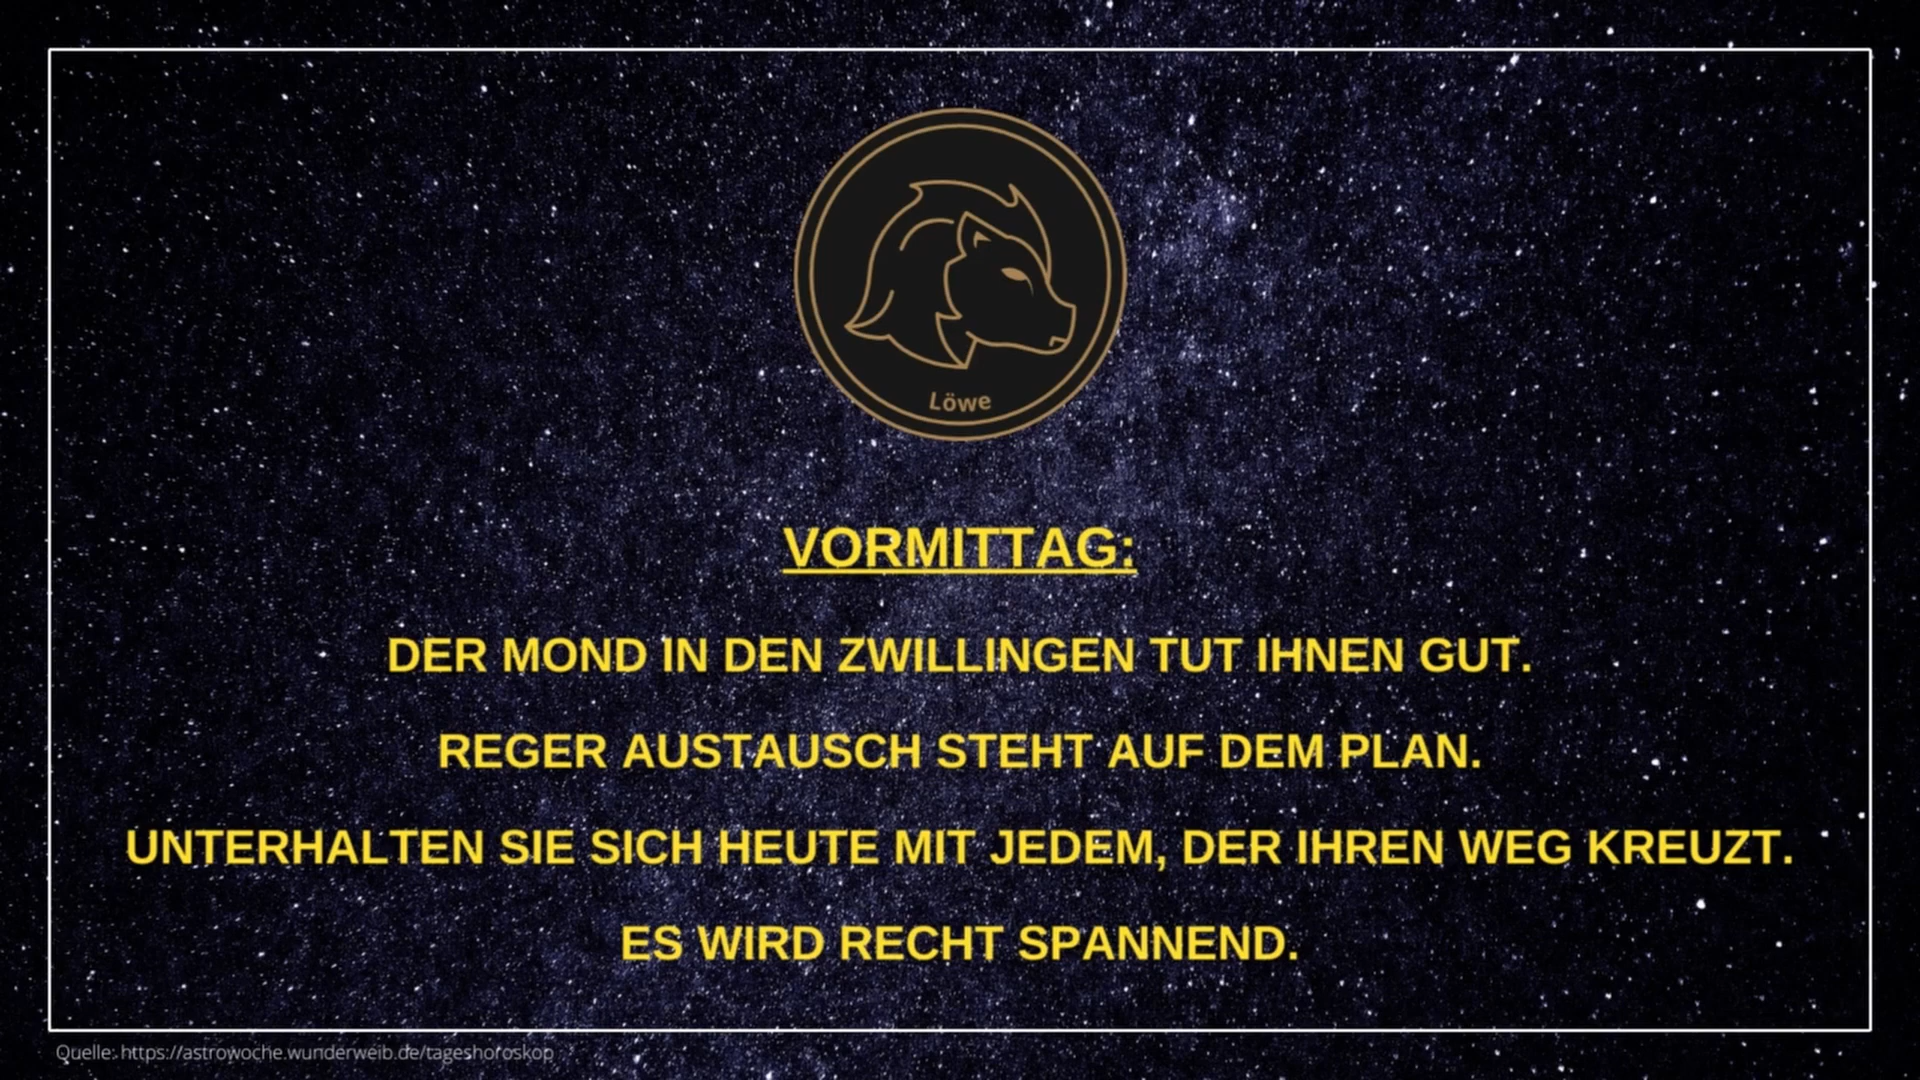 Löwe
VORMITTAG:
DER MOND IN DEN ZWILLINGEN TUT IHNEN GUT.
REGER AUSTAUSCH STEHT AUF DEM PLAN.
UNTERHALTEN SIE SICH HEUTE MIT JEDEM, DER IHREN WEG KREUZT.
ES WIRD RECHT SPANNEND.
Quelle: https://astrowoche.wunderweib.de/tageshoroskop